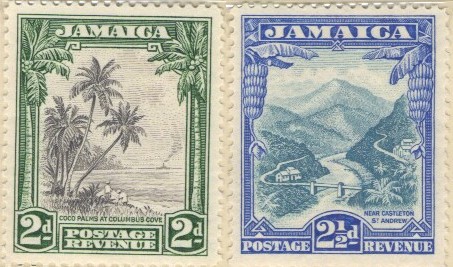 JAMAICA
COCO PALMS AT COLUMBUS COVE
2d POSTAGE 2d
REVENUE
JAMAICA
NEAR CASTLETON
ST ANDREW
2½d
POSTAGE REVENUE